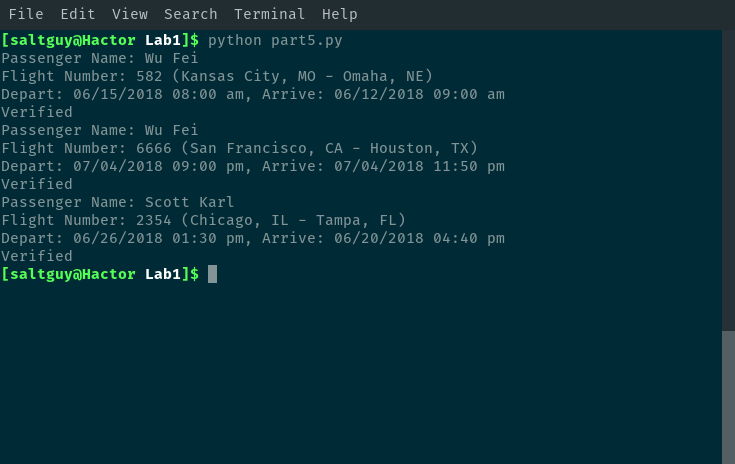 File Edit View Search Terminal Help
[saltguy@Hactor Lab1]$ python part5.py
Passenger Name: Wu Fei
Flight Number: 582 (Kansas City, MO - Omaha, NE)
Depart: 06/15/2018 08:00 am, Arrive: 06/12/2018 09:00 am
Verified
Passenger Name: Wu Fei
Flight Number: 6666 (San Francisco, CA - Houston, TX)
Depart: 07/04/2018 09:00 pm, Arrive: 07/04/2018 11:50 pm
Verified
Passenger Name: Scott Karl
Flight Number: 2354 (Chicago, IL - Tampa, FL)
Depart: 06/26/2018 01:30 pm, Arrive: 06/20/2018 04:40 pm
Verified
[saltguy@Hactor Lab1]$